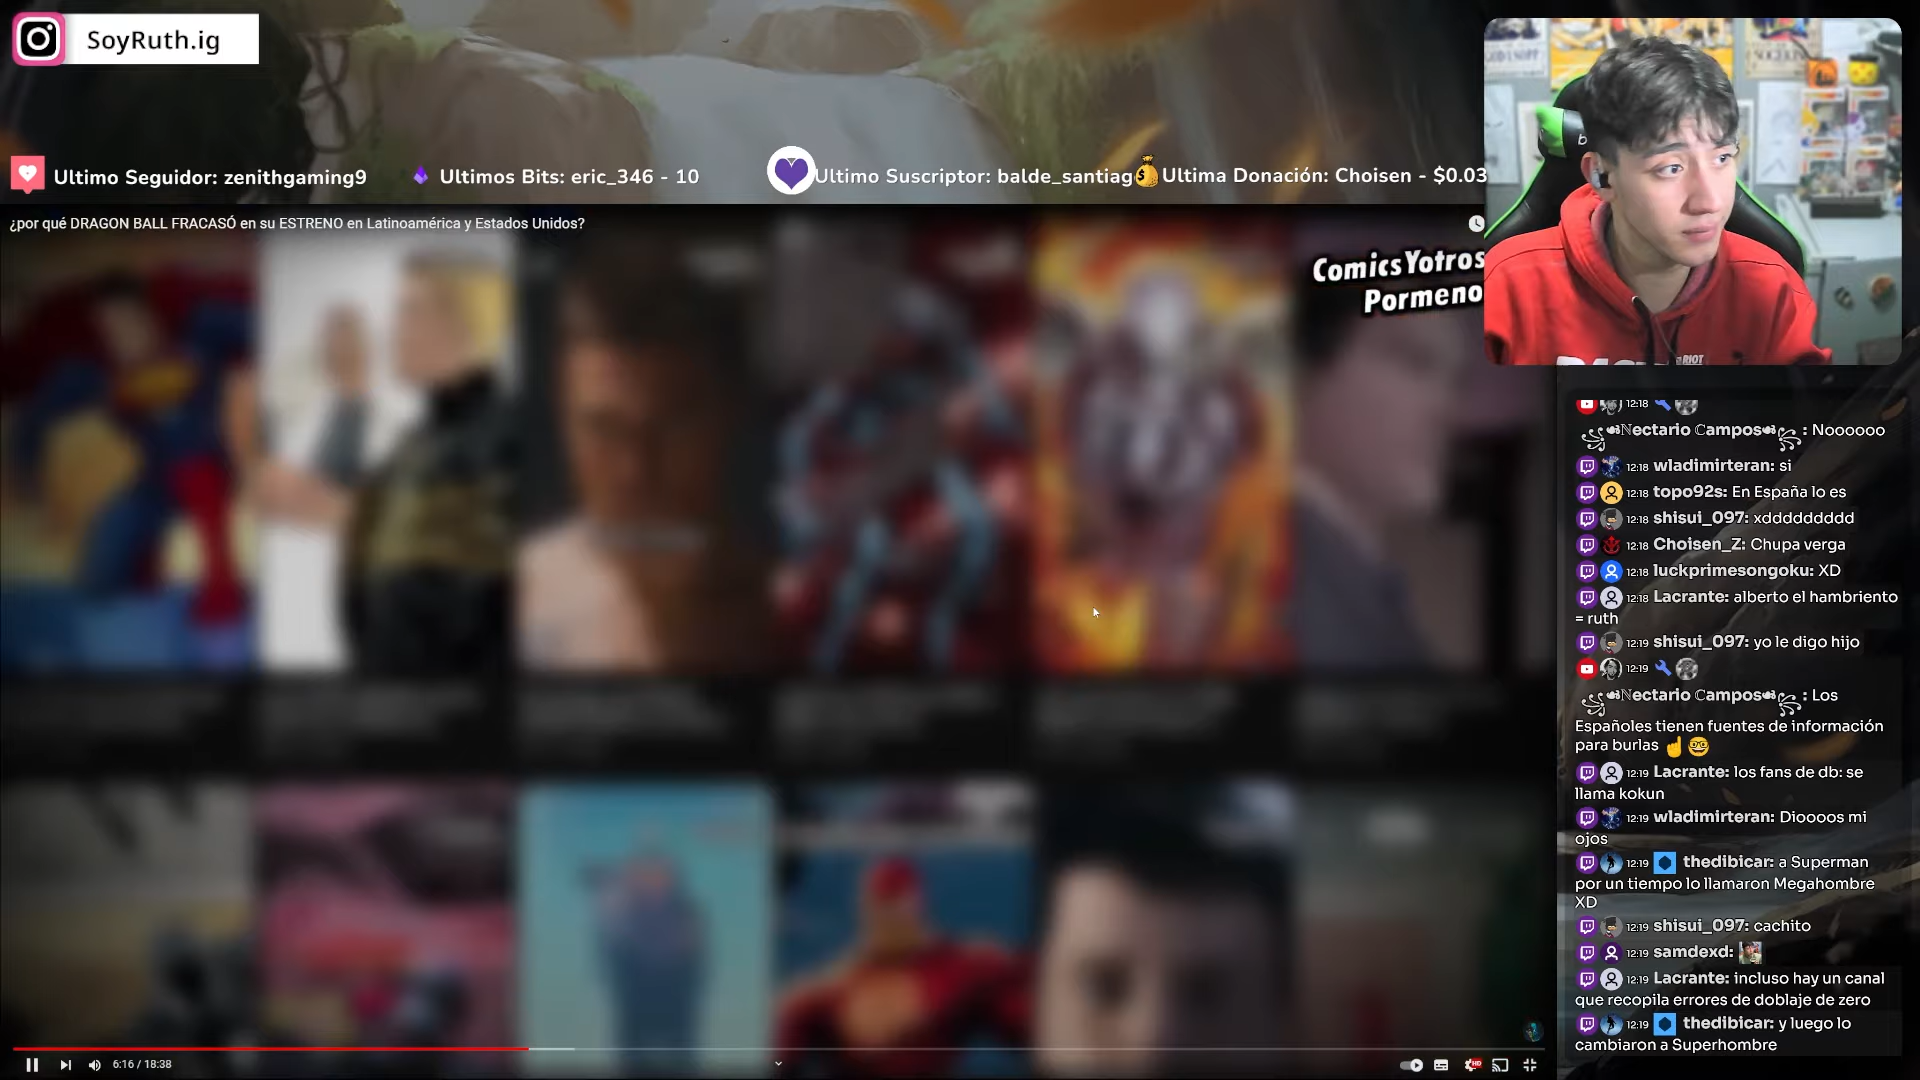 SoyRuth.ig
Ultimo Seguidor: zenithgaming9
Ultimos Bits: eric_346 - 10
Ultimo Suscriptor: balde_santiag
Ultima Donación: Choisen - $0.03
¿por qué DRAGON BALL FRACASÓ en su ESTRENO en Latinoamérica y Estados Unidos?
ComicsYotros
Pormeno
RIOT
12:18
ℕectario ℂampos: Noooooo
12:18 wladimirteran: si
12:18 topo92s: En España lo es
12:18 shisui_097: xddddddddd
12:18 Choisen_Z: Chupa verga
12:18 luckprimesongoku: XD
12:18 Lacrante: alberto el hambriento
= ruth
12:19 shisui_097: yo le digo hijo
12:19
ℕectario ℂampos: Los
Españoles tienen fuentes de información
para burlas ☝️🤓
12:19 Lacrante: los fans de db: se
llama kokun
12:19 wladimirteran: Dioooos mi
ojos
12:19 thedibicar: a Superman
por un tiempo lo llamaron Megahombre
XD
12:19 shisui_097: cachito
12:19 samdexd:
12:19 Lacrante: incluso hay un canal
que recopila errores de doblaje de zero
12:19 thedibicar: y luego lo
cambiaron a Superhombre
6:16 / 18:38
HD